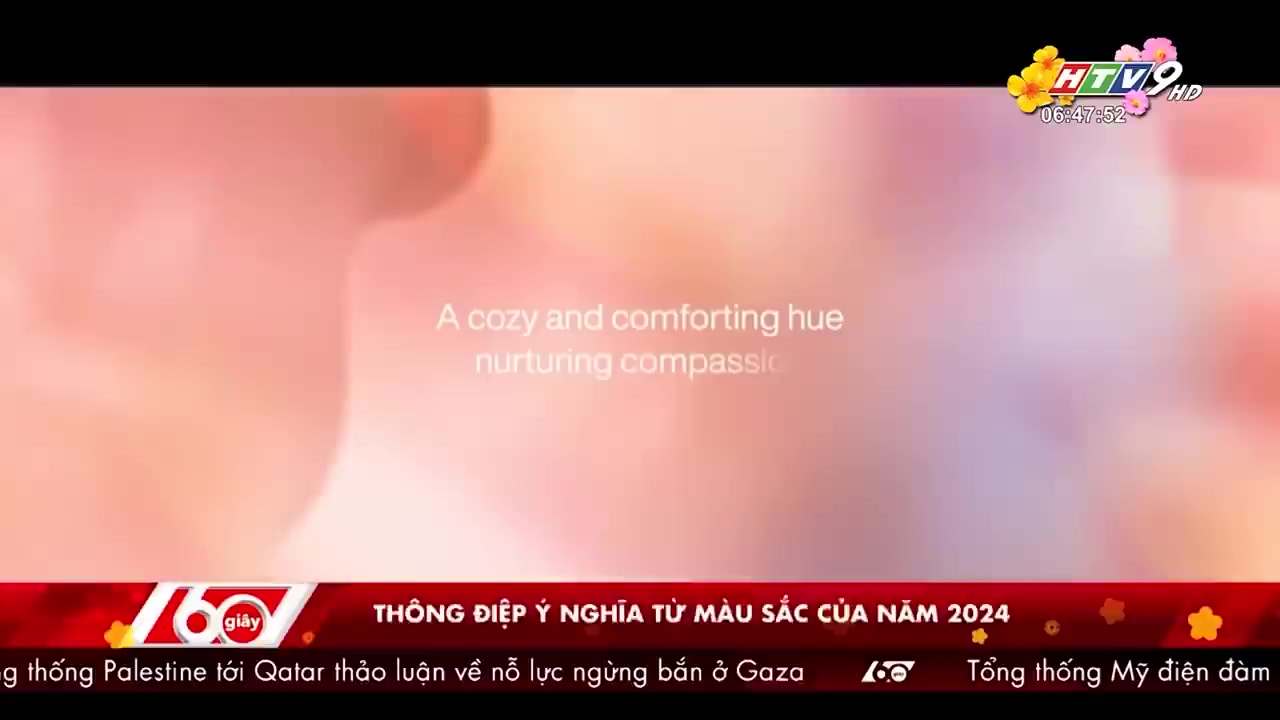 HTV9 HD
06:47:52
A cozy and comforting hue
nurturing compassio
60 giây
THÔNG ĐIỆP Ý NGHĨA TỪ MÀU SẮC CỦA NĂM 2024
g thống Palestine tới Qatar thảo luận về nỗ lực ngừng bắn ở Gaza 60 giây Tổng thống Mỹ điện đàm